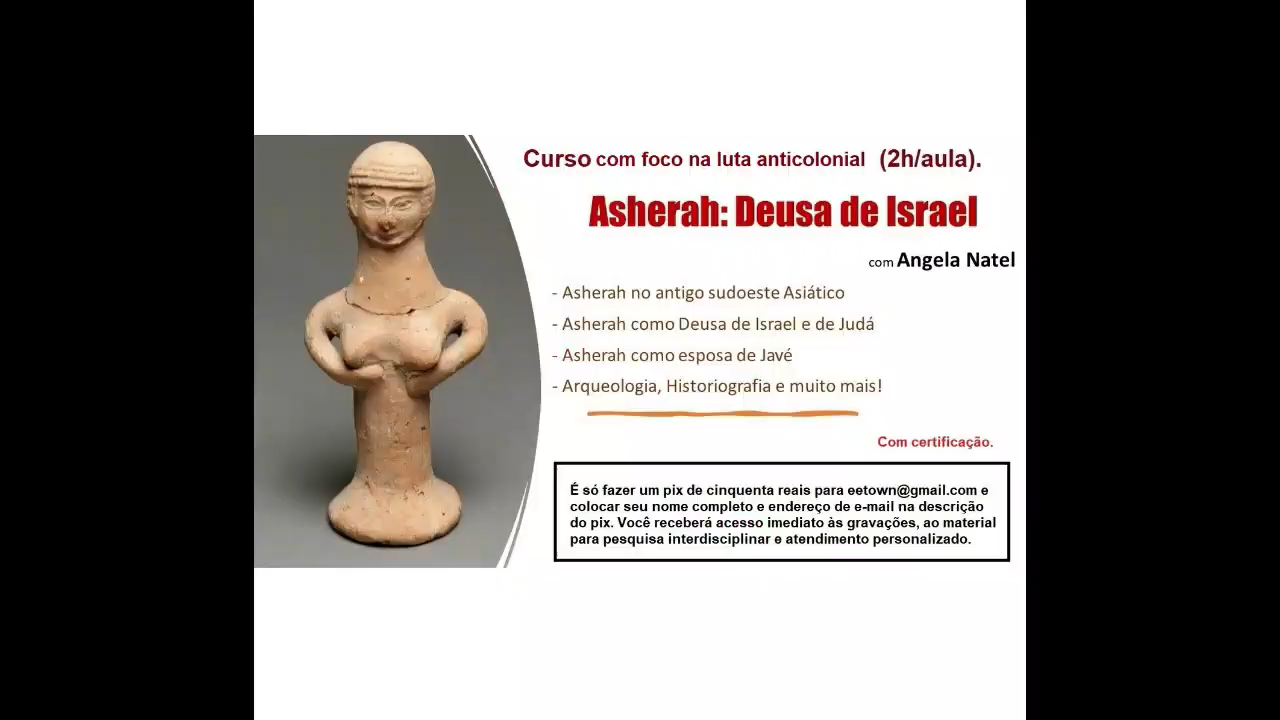 Curso com foco na luta anticolonial (2h/aula).
Asherah: Deusa de Israel
com Angela Natel
- Asherah no antigo sudoeste Asiático
- Asherah como Deusa de Israel e de Judá
- Asherah como esposa de Javé
- Arqueologia, Historiografia e muito mais!
Com certificação.
É só fazer um pix de cinquenta reais para eetown@gmail.com e
colocar seu nome completo e endereço de e-mail na descrição
do pix. Você receberá acesso imediato às gravações, ao material
para pesquisa interdisciplinar e atendimento personalizado.